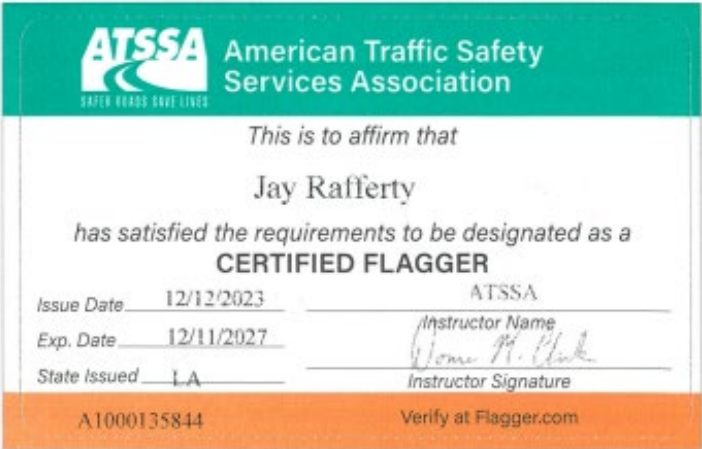 ATSSA
SAFER ROADS SAVE LIVES
American Traffic Safety
Services Association
This is to affirm that
Jay Rafferty
has satisfied the requirements to be designated as a
CERTIFIED FLAGGER
Issue Date 12/12/2023
ATSSA
Instructor Name
Exp. Date 12/11/2027
State Issued LA
Instructor Signature
A1000135844
Verify at Flagger.com